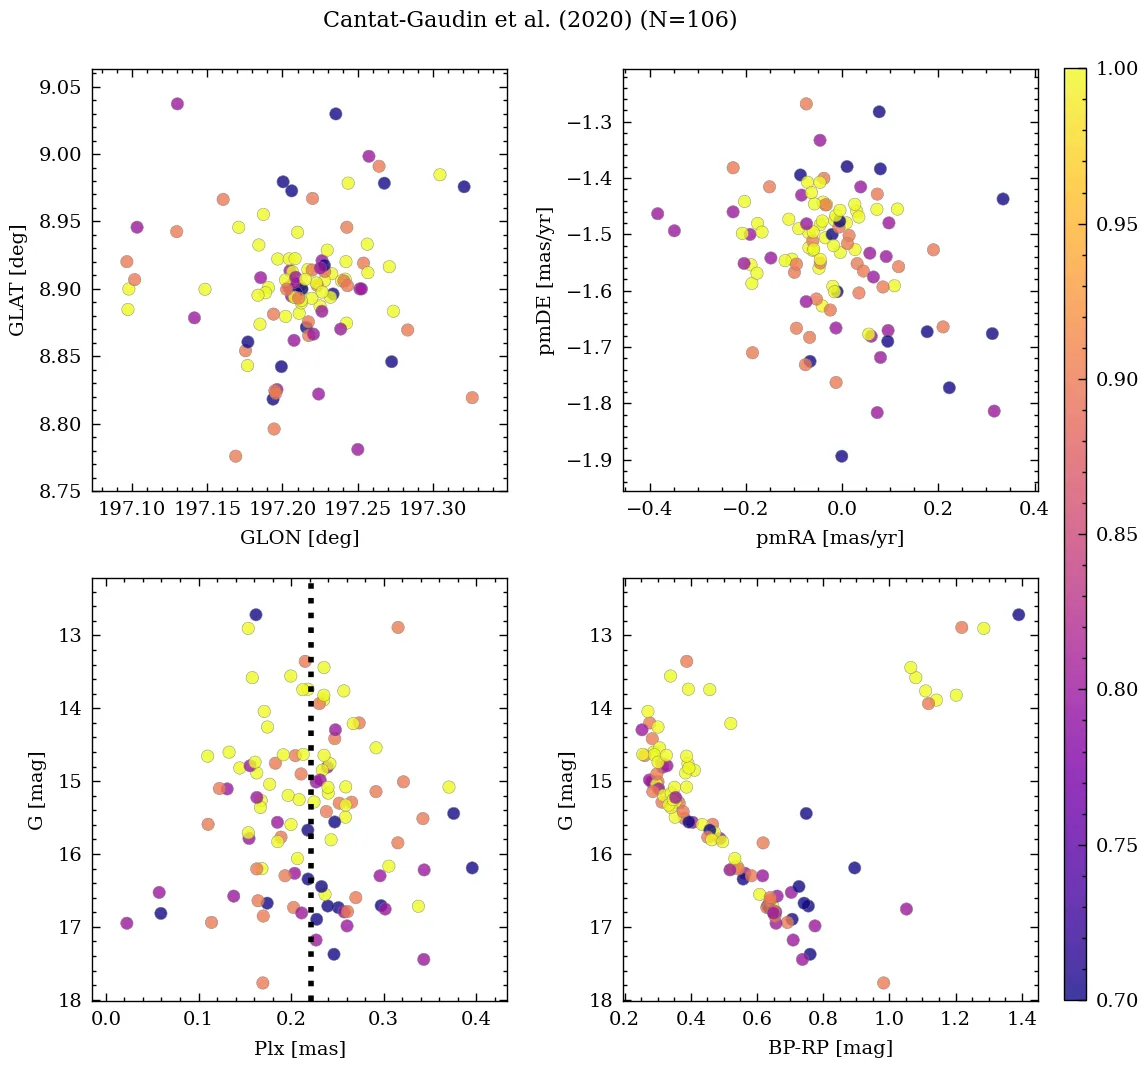 Cantat-Gaudin et al. (2020) (N=106)
9.05
9.00
8.95
8.90
8.85
8.80
8.75
GLAT [deg]
197.10 197.15 197.20 197.25 197.30
GLON [deg]
−1.3
−1.4
−1.5
−1.6
−1.7
−1.8
−1.9
pmDE [mas/yr]
−0.4 −0.2 0.0 0.2 0.4
pmRA [mas/yr]
13
14
15
16
17
18
G [mag]
0.0 0.1 0.2 0.3 0.4
Plx [mas]
13
14
15
16
17
18
G [mag]
0.2 0.4 0.6 0.8 1.0 1.2 1.4
BP-RP [mag]
1.00
0.95
0.90
0.85
0.80
0.75
0.70